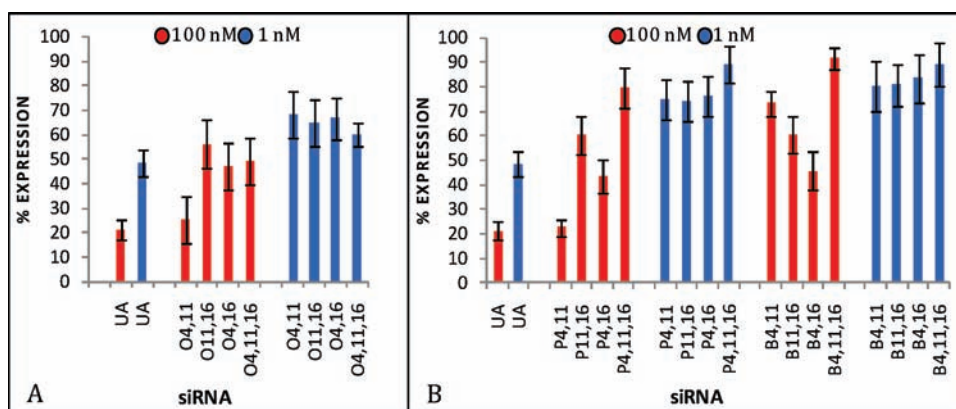 100 nM 1 nM
% EXPRESSION
100
90
80
70
60
50
40
30
20
10
0
UA
UA
O4,11
O11,16
O4,16
O4,11,16
O4,11
O11,16
O4,16
O4,11,16
A
siRNA
100 nM 1 nM
% EXPRESSION
100
90
80
70
60
50
40
30
20
10
0
UA
UA
P4,11
P11,16
P4,16
P4,11,16
P4,11
P11,16
P4,16
P4,11,16
B4,11
B11,16
B4,16
B4,11,16
B4,11
B11,16
B4,16
B4,11,16
B
siRNA